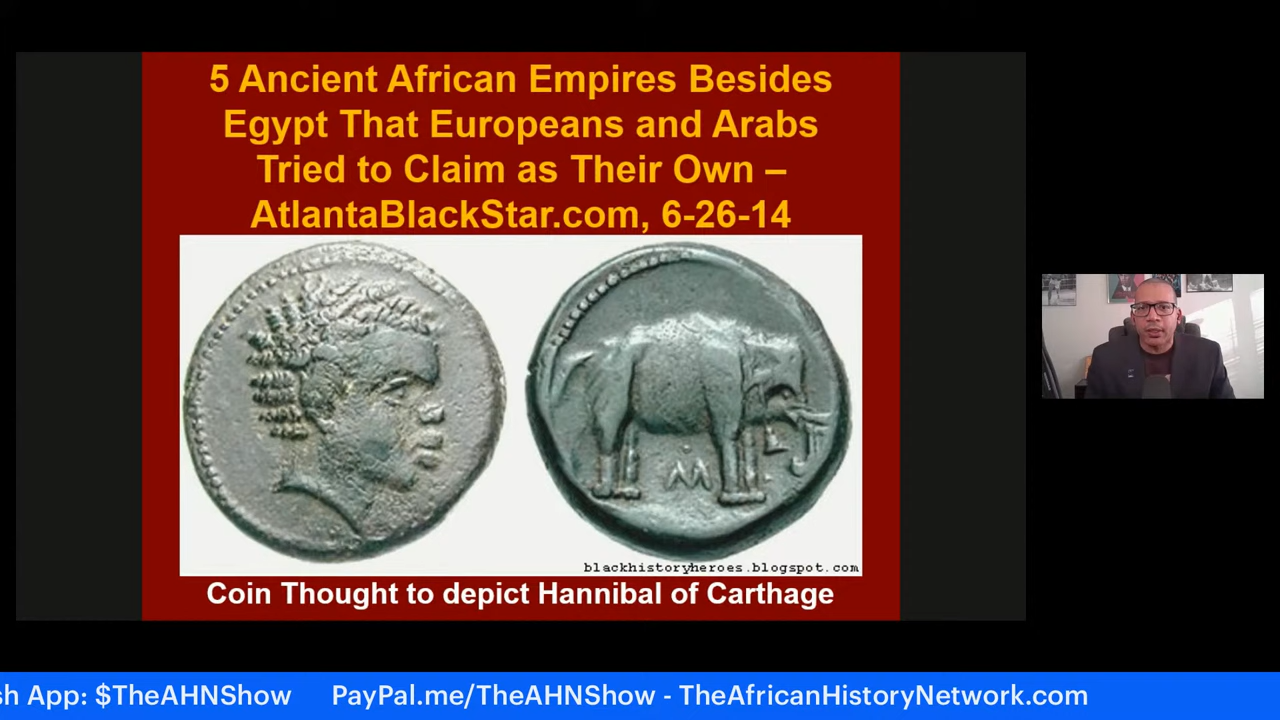 5 Ancient African Empires Besides
Egypt That Europeans and Arabs
Tried to Claim as Their Own –
AtlantaBlackStar.com, 6-26-14
blackhistoryheroes.blogspot.com
Coin Thought to depict Hannibal of Carthage
sh App: $TheAHNShow PayPal.me/TheAHNShow - TheAfricanHistoryNetwork.com